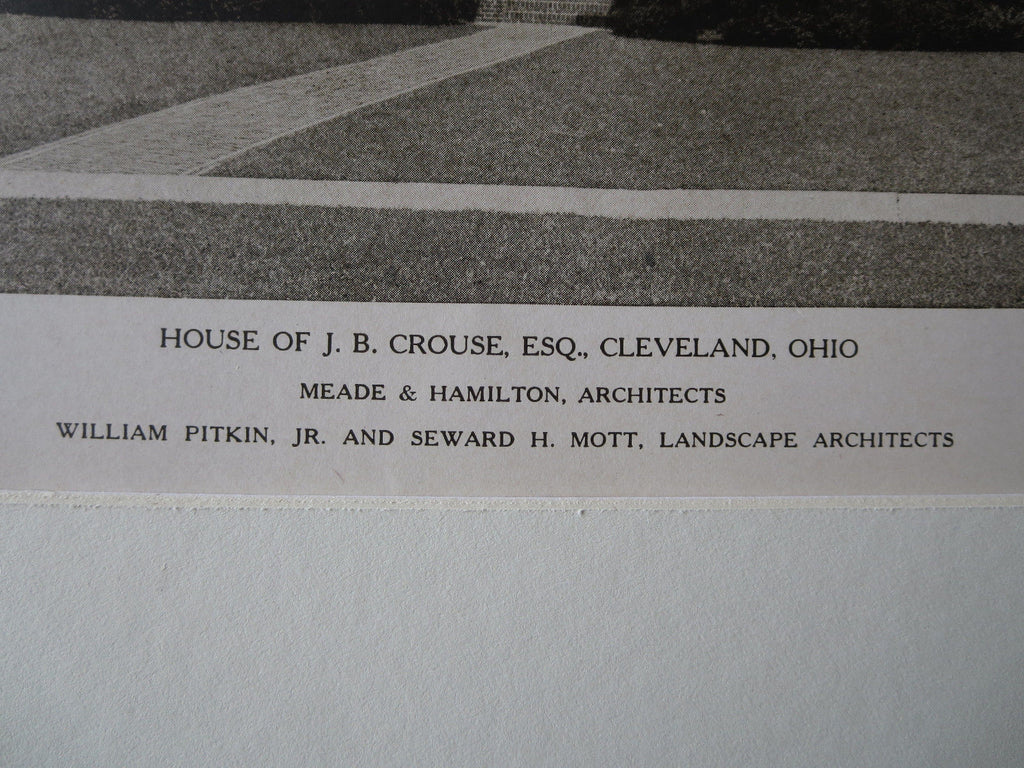 HOUSE OF J. B. CROUSE, ESQ., CLEVELAND, OHIO
MEADE & HAMILTON, ARCHITECTS
WILLIAM PITKIN, JR. AND SEWARD H. MOTT, LANDSCAPE ARCHITECTS